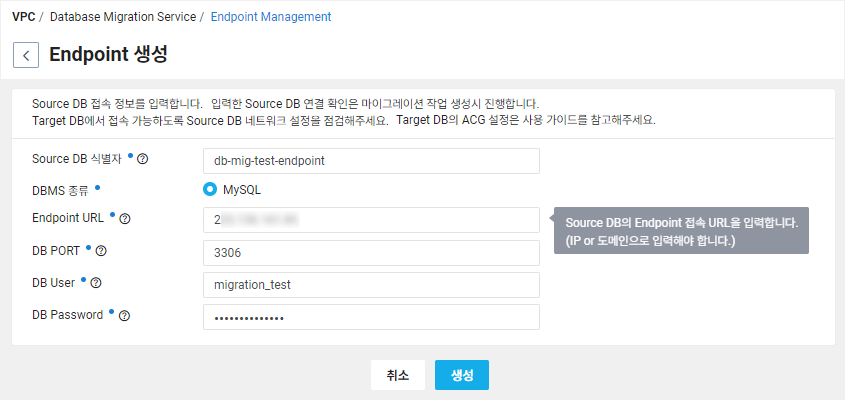 VPC / Database Migration Service / Endpoint Management
Endpoint 생성
Source DB 접속 정보를 입력합니다. 입력한 Source DB 연결 확인은 마이그레이션 작업 생성시 진행합니다.
Target DB에서 접속 가능하도록 Source DB 네트워크 설정을 점검해주세요. Target DB의 ACG 설정은 사용 가이드를 참고해주세요.
Source DB 식별자 db-mig-test-endpoint
DBMS 종류 MySQL
Endpoint URL 2
Source DB의 Endpoint 접속 URL을 입력합니다.
(IP or 도메인으로 입력해야 합니다.)
DB PORT 3306
DB User migration_test
DB Password ••••••••••••••
취소 생성